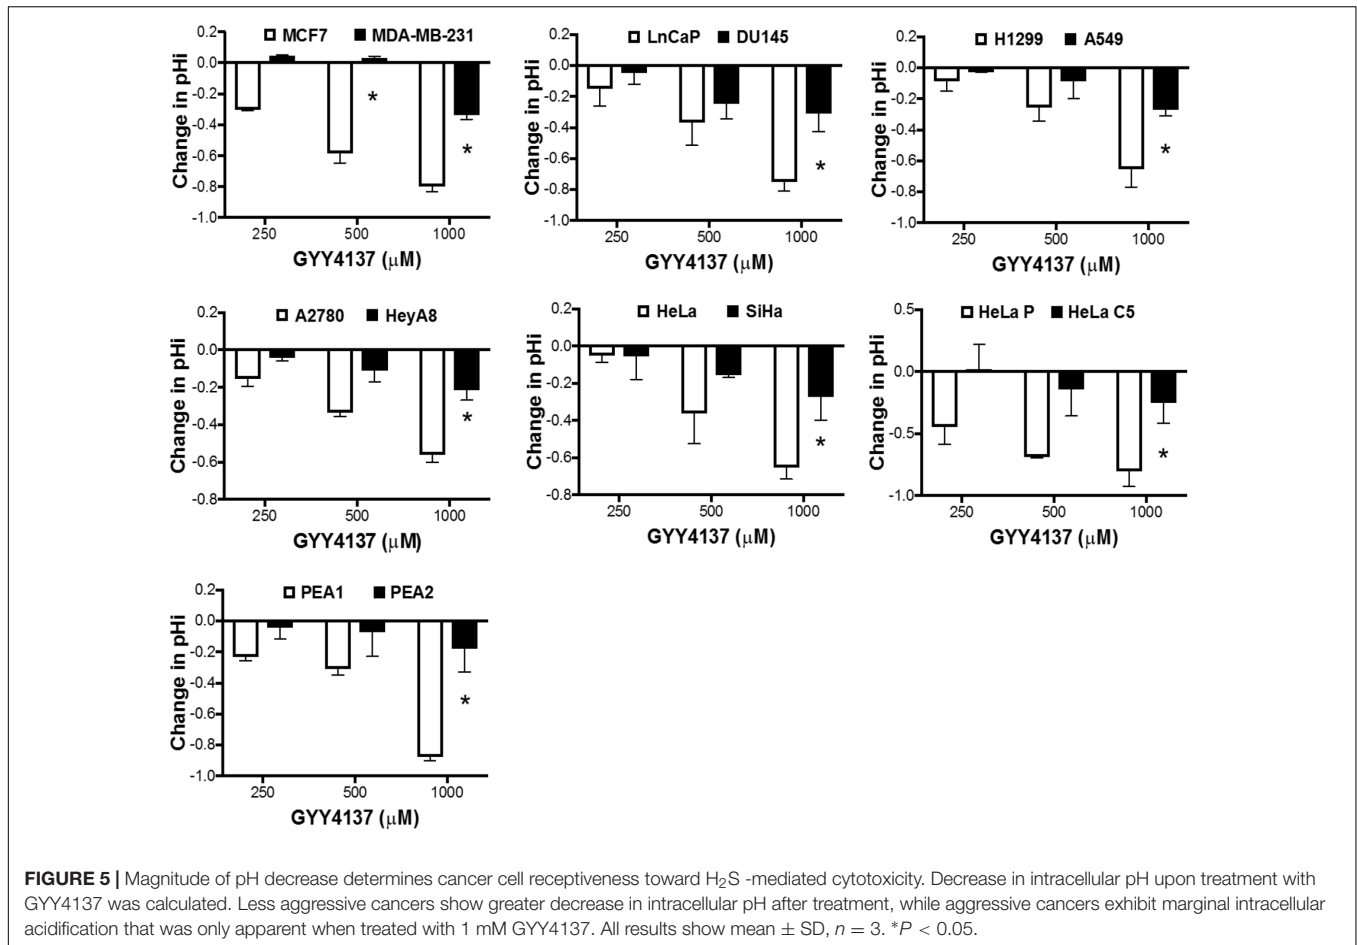 MCF7 MDA-MB-231
0.2
0.0
-0.2
-0.4
-0.6
-0.8
-1.0
Change in pHi
*
*
250 500 1000
GYY4137 (μM)
LnCaP DU145
0.2
0.0
-0.2
-0.4
-0.6
-0.8
-1.0
Change in pHi
*
250 500 1000
GYY4137 (μM)
H1299 A549
0.2
0.0
-0.2
-0.4
-0.6
-0.8
-1.0
Change in pHi
*
250 500 1000
GYY4137 (μM)
A2780 HeyA8
0.2
0.0
-0.2
-0.4
-0.6
-0.8
Change in pHi
*
250 500 1000
GYY4137 (μM)
HeLa SiHa
0.2
0.0
-0.2
-0.4
-0.6
-0.8
Change in pHi
*
250 500 1000
GYY4137 (μM)
HeLa P HeLa C5
0.5
0.0
-0.5
-1.0
Change in pHi
*
250 500 1000
GYY4137 (μM)
PEA1 PEA2
0.2
0.0
-0.2
-0.4
-0.6
-0.8
-1.0
Change in pHi
*
250 500 1000
GYY4137 (μM)
FIGURE 5 | Magnitude of pH decrease determines cancer cell receptiveness toward H₂S -mediated cytotoxicity. Decrease in intracellular pH upon treatment with
GYY4137 was calculated. Less aggressive cancers show greater decrease in intracellular pH after treatment, while aggressive cancers exhibit marginal intracellular
acidification that was only apparent when treated with 1 mM GYY4137. All results show mean ± SD, n = 3. *P < 0.05.